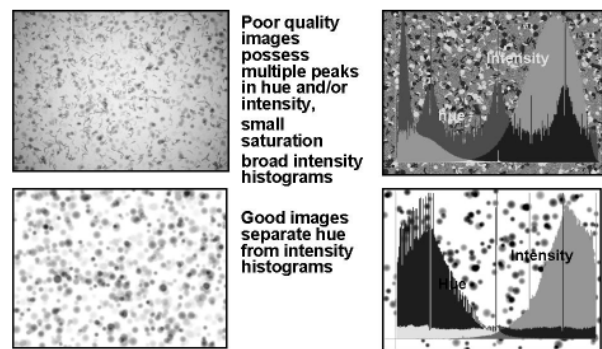 Poor quality
images
possess
multiple peaks
in hue and/or
intensity,
small
saturation
broad intensity
histograms
Intensity
Hue
Good images
separate hue
from intensity
histograms
Intensity
Hue